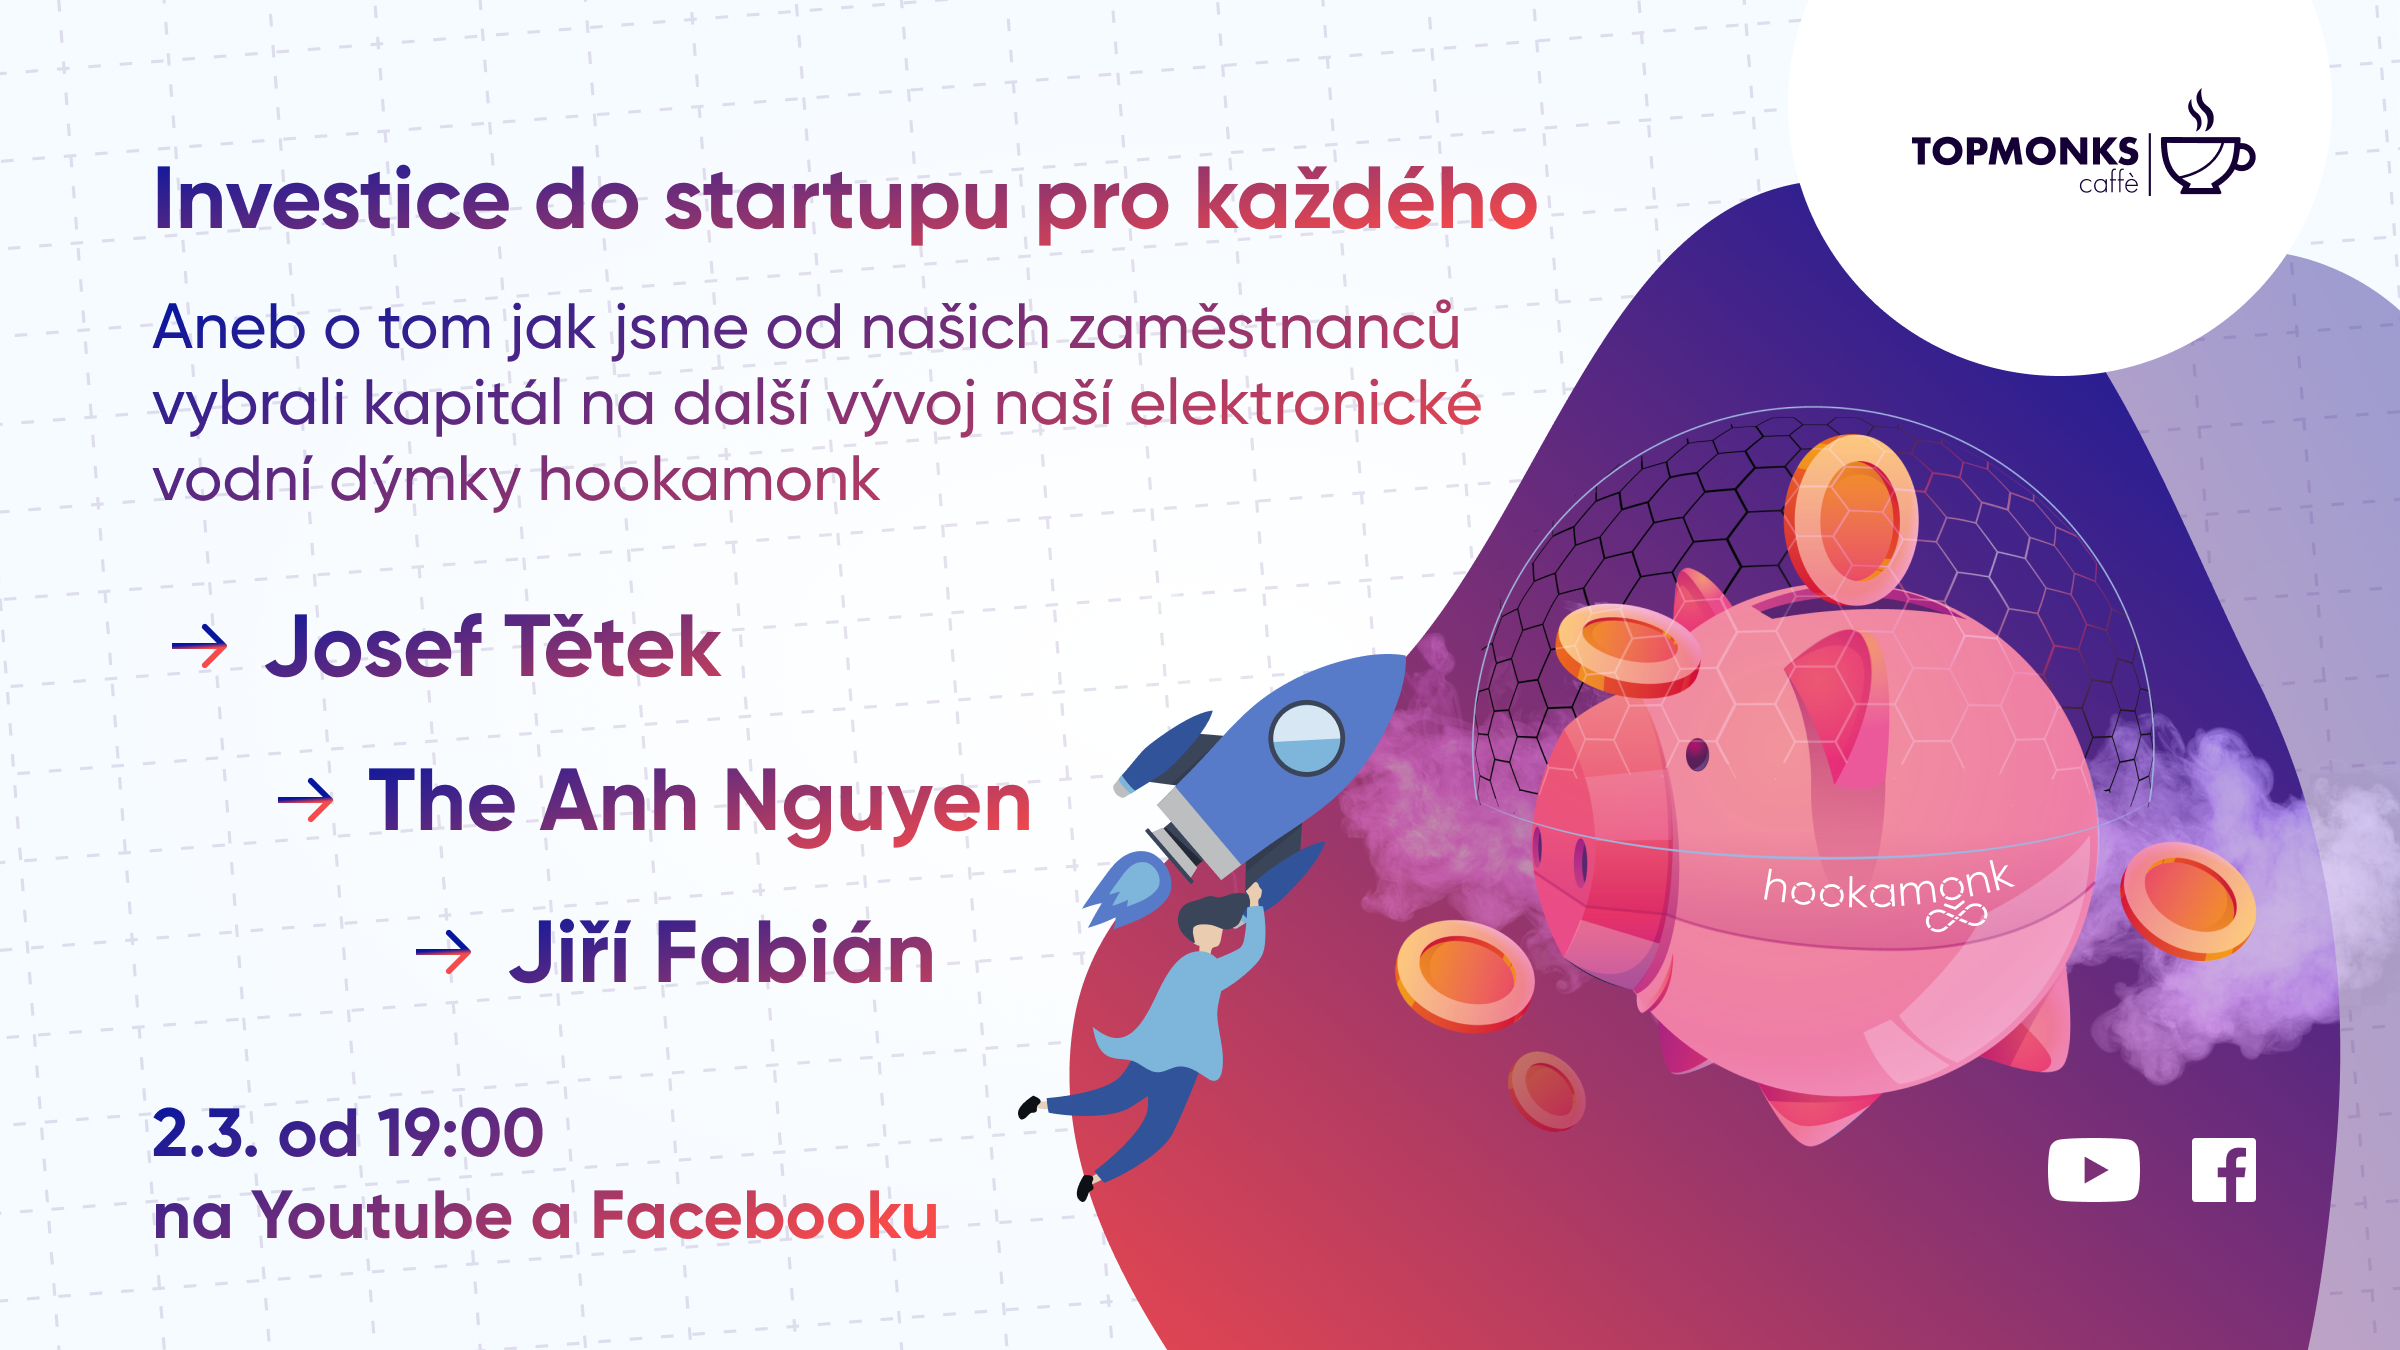 TOPMONKS
caffè
Investice do startupu pro každého
Aneb o tom jak jsme od našich zaměstnanců
vybrali kapitál na další vývoj naší elektronické
vodní dýmky hookamonk
Josef Tětek
The Anh Nguyen
Jiří Fabián
hookamonk
2.3. od 19:00
na Youtube a Facebooku